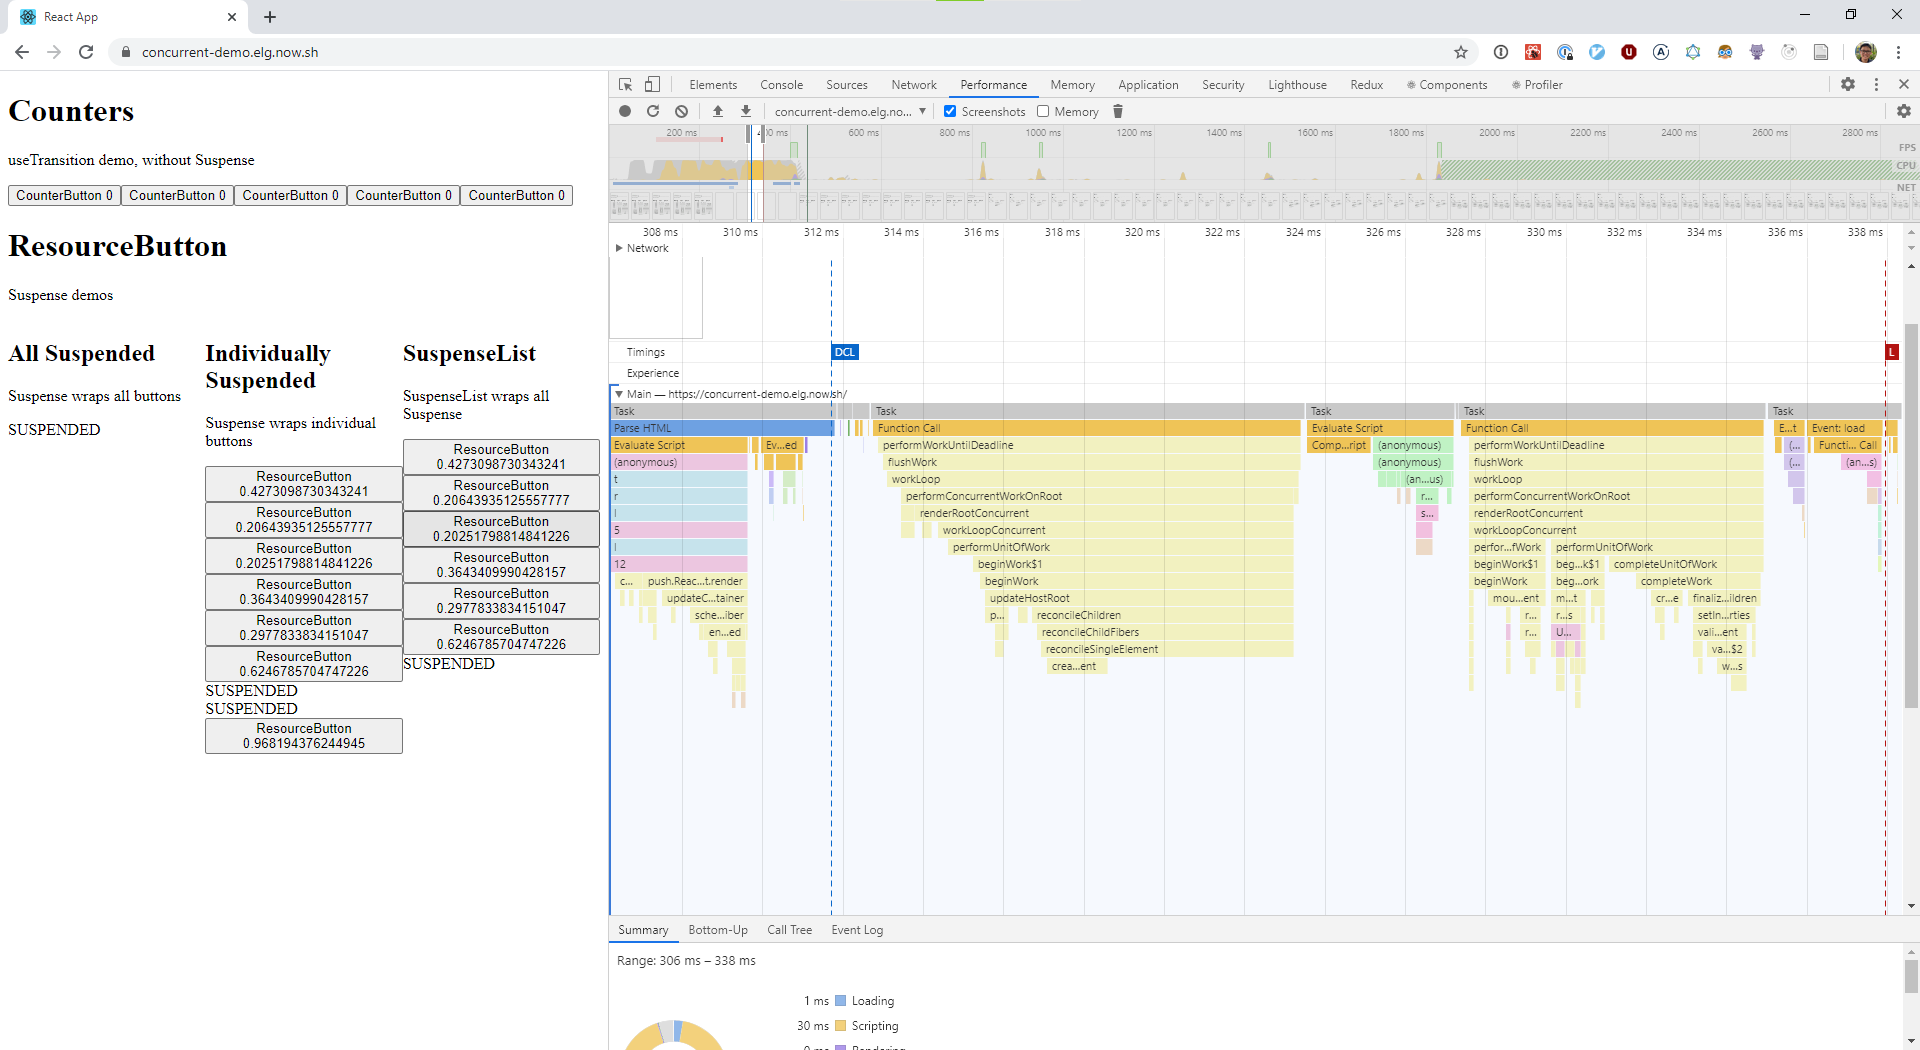 React App
concurrent-demo.elg.now.sh
Counters
useTransition demo, without Suspense
CounterButton 0 CounterButton 0 CounterButton 0 CounterButton 0 CounterButton 0
ResourceButton
Suspense demos
All Suspended
Suspense wraps all buttons
SUSPENDED
Individually
Suspended
Suspense wraps individual
buttons
ResourceButton
0.4273098730343241
ResourceButton
0.20643935125557777
ResourceButton
0.20251798814841226
ResourceButton
0.3643409990428157
ResourceButton
0.2977833834151047
ResourceButton
0.6246785704747226
SUSPENDED
SUSPENDED
ResourceButton
0.968194376244945
SuspenseList
SuspenseList wraps all
Suspense
ResourceButton
0.4273098730343241
ResourceButton
0.20643935125557777
ResourceButton
0.20251798814841226
ResourceButton
0.3643409990428157
ResourceButton
0.2977833834151047
ResourceButton
0.6246785704747226
SUSPENDED
Elements Console Sources Network Performance Memory Application Security Lighthouse Redux Components Profiler
concurrent-demo.elg.no... Screenshots Memory
200 ms 600 ms 800 ms 1000 ms 1200 ms 1400 ms 1600 ms 1800 ms 2000 ms 2200 ms 2400 ms 2600 ms 2800 ms
FPS
CPU
NET
308 ms 310 ms 312 ms 314 ms 316 ms 318 ms 320 ms 322 ms 324 ms 326 ms 328 ms 330 ms 332 ms 334 ms 336 ms 338 ms
Network
Timings DCL L
Experience
Main — https://concurrent-demo.elg.now.sh/
Task Task Task Task Task
Parse HTML Function Call Evaluate Script Function Call E...t Event: load
Evaluate Script Ev...ed performWorkUntilDeadline Comp...ript (anonymous) performWorkUntilDeadline (... Functi... Call
(anonymous) flushWork (anonymous) flushWork (... (an...s)
t workLoop (an...us) workLoop
r performConcurrentWorkOnRoot r... performConcurrentWorkOnRoot
l renderRootConcurrent s... renderRootConcurrent
5 workLoopConcurrent workLoopConcurrent
l performUnitOfWork perfor...fWork performUnitOfWork
12 beginWork$1 beginWork$1 beg...k$1 completeUnitOfWork
c... push.Reac...t.render beginWork beginWork beg...ork completeWork
updateC...tainer updateHostRoot mou...ent m...t cr...e finaliz...ildren
sche...iber p... reconcileChildren r... r...s setIn...rties
en...ed reconcileChildFibers r... U... vali...ent
reconcileSingleElement va...$2
crea...ent w...s
Summary Bottom-Up Call Tree Event Log
Range: 306 ms – 338 ms
1 ms Loading
30 ms Scripting